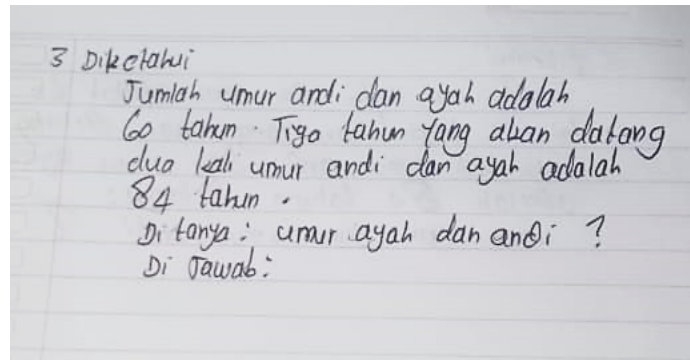 3 Diketahui
Jumlah umur andi dan ayah adalah
60 tahun. Tiga tahun yang akan datang
dua kali umur andi dan ayah adalah
84 tahun.
Di tanya : umur ayah dan andi ?
Di Jawab :